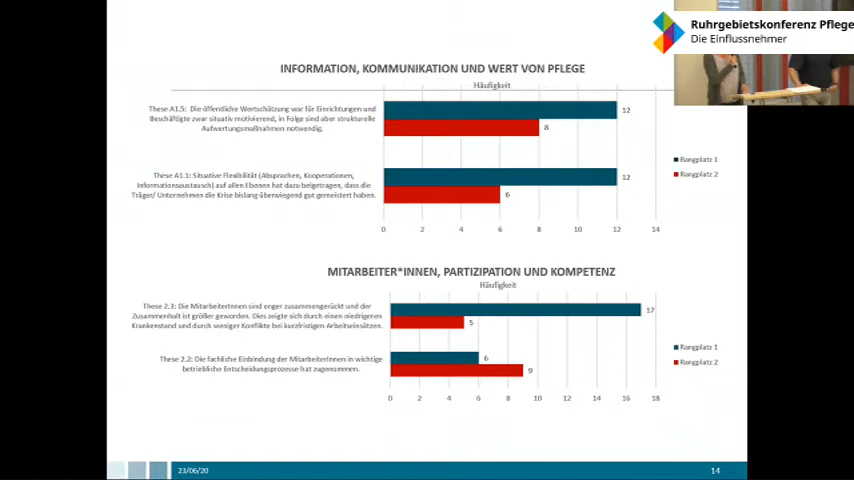 Ruhrgebietskonferenz Pflege
Die Einflussnehmer
INFORMATION, KOMMUNIKATION UND WERT VON PFLEGE
Häufigkeit
These A1.5: Die öffentliche Wertschätzung war für Einrichtungen und
Beschäftigte zwar situativ motivierend, in Folge sind aber strukturelle
Aufwertungsmaßnahmen notwendig.
12
8
These A1.1: Situative Flexibilität (Absprachen, Kooperationen,
Informationsaustausch) auf allen Ebenen hat dazu beigetragen, dass die
Träger/ Unternehmen die Krise bislang überwiegend gut gemeistert haben.
12
6
Rangplatz 1
Rangplatz 2
0 2 4 6 8 10 12 14
MITARBEITER*INNEN, PARTIZIPATION UND KOMPETENZ
Häufigkeit
These 2.3: Die MitarbeiterInnen sind enger zusammengerückt und der
Zusammenhalt ist größer geworden. Dies zeigte sich durch einen niedrigeren
Krankenstand und durch weniger Konflikte bei kurzfristigen Arbeitseinsätzen.
17
5
These 2.2: Die fachliche Einbindung der MitarbeiterInnen in wichtige
betriebliche Entscheidungsprozesse hat zugenommen.
6
9
Rangplatz 1
Rangplatz 2
0 2 4 6 8 10 12 14 16 18
23/06/20
14